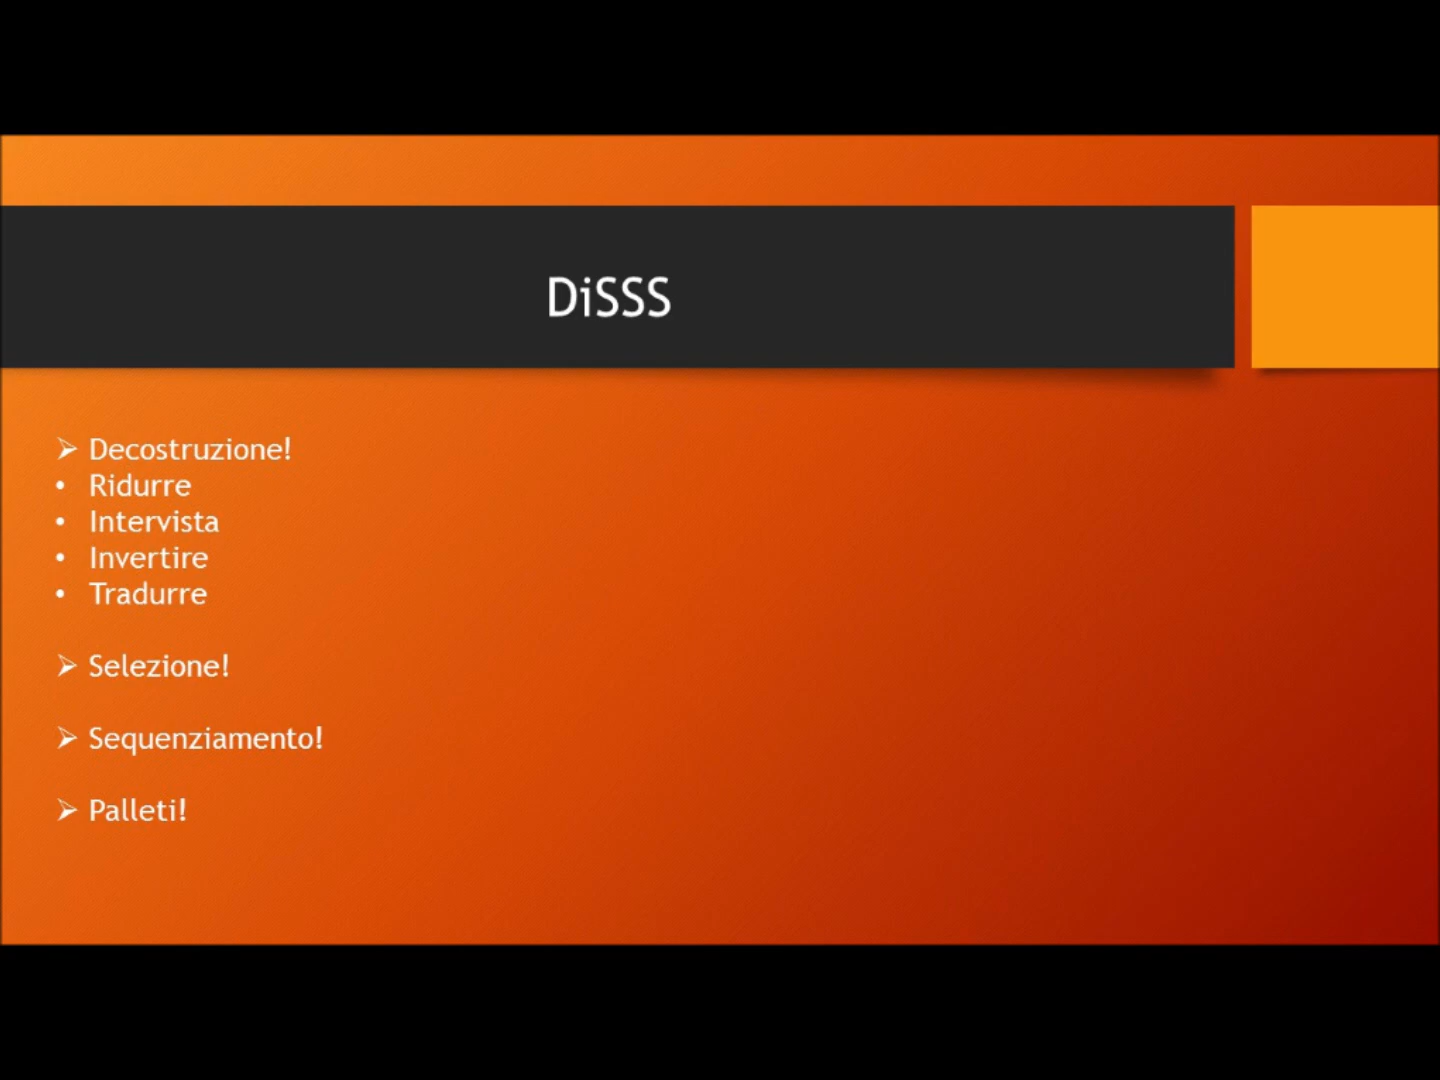 DiSSS
Decostruzione!
Ridurre
Intervista
Invertire
Tradurre
Selezione!
Sequenziamento!
Palleti!